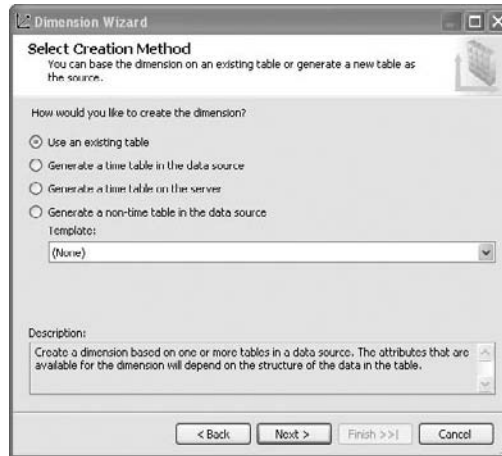 Dimension Wizard
Select Creation Method
You can base the dimension on an existing table or generate a new table as
the source.
How would you like to create the dimension?
Use an existing table
Generate a time table in the data source
Generate a time table on the server
Generate a non-time table in the data source
Template:
(None)
Description:
Create a dimension based on one or more tables in a data source. The attributes that are
available for the dimension will depend on the structure of the data in the table.
< Back
Next >
Finish >>|
Cancel